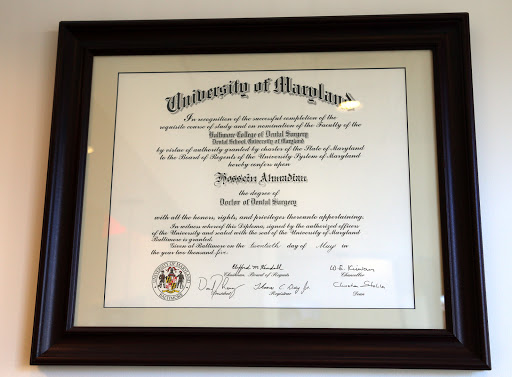 University of Maryland
In recognition of the successful completion of the
requisite course of study and on nomination of the Faculty of the
Baltimore College of Dental Surgery
Dental School, University of Maryland
by virtue of authority granted by charter of the State of Maryland
to the Board of Regents of the University System of Maryland
hereby confers upon
Hossein Ahmadian
the degree of
Doctor of Dental Surgery
with all the honors, rights, and privileges thereunto appertaining.
In witness whereof this Diploma, signed by the authorized officers
of the University and sealed with the seal of the University of Maryland
Baltimore is granted.
Given at Baltimore on the twentieth day of May in
the year two thousand five.
Chairman, Board of Regents
Chancellor
President
Registrar
Dean
UNIVERSITY OF MARYLAND
BALTIMORE